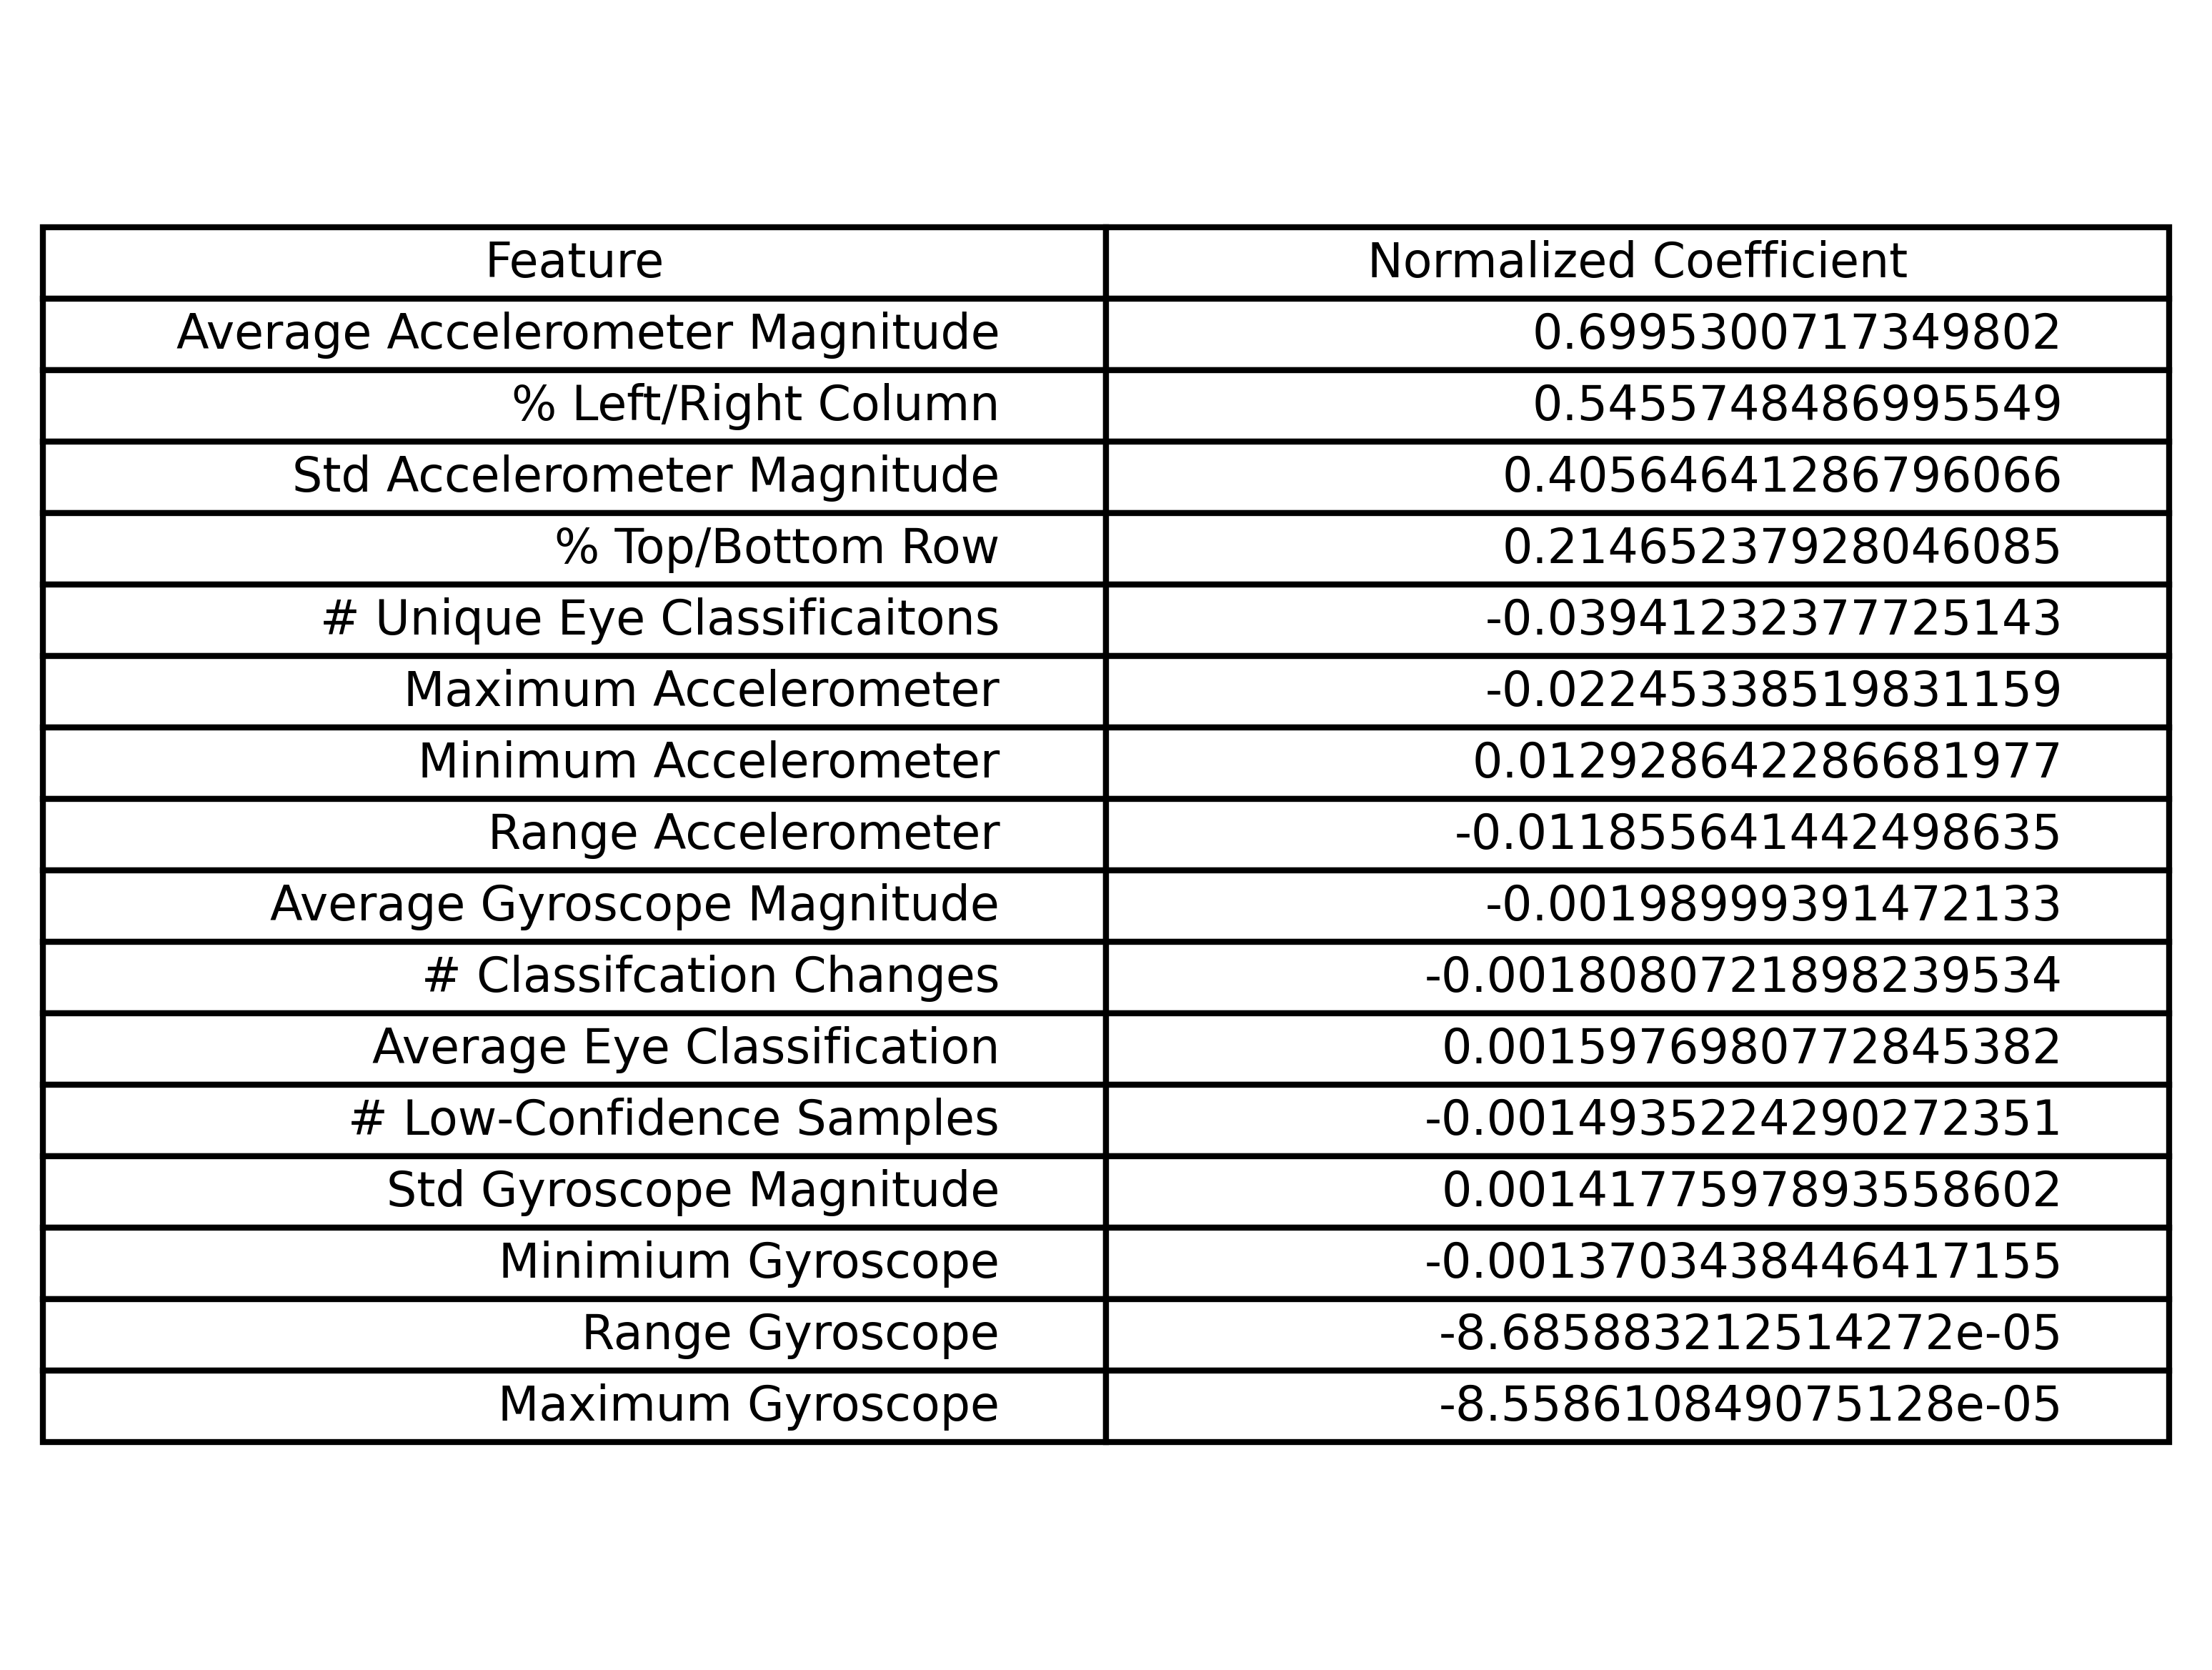 Feature Normalized Coefficient
Average Accelerometer Magnitude 0.6995300717349802
% Left/Right Column 0.5455748486995549
Std Accelerometer Magnitude 0.40564641286796066
% Top/Bottom Row 0.21465237928046085
# Unique Eye Classificaitons -0.03941232377725143
Maximum Accelerometer -0.02245338519831159
Minimum Accelerometer 0.012928642286681977
Range Accelerometer -0.011855641442498635
Average Gyroscope Magnitude -0.00198999391472133
# Classifcation Changes -0.0018080721898239534
Average Eye Classification 0.0015976980772845382
# Low-Confidence Samples -0.0014935224290272351
Std Gyroscope Magnitude 0.0014177597893558602
Minimium Gyroscope -0.0013703438446417155
Range Gyroscope -8.685883212514272e-05
Maximum Gyroscope -8.558610849075128e-05